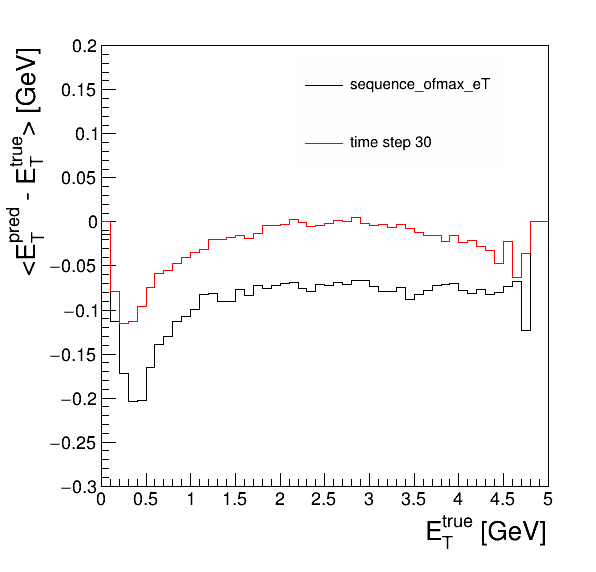 <E_T^pred - E_T^true> [GeV]
0.2
0.15
0.1
0.05
0
−0.05
−0.1
−0.15
−0.2
−0.25
−0.3
sequence_ofmax_eT
time step 30
0 0.5 1 1.5 2 2.5 3 3.5 4 4.5 5
E_T^true [GeV]